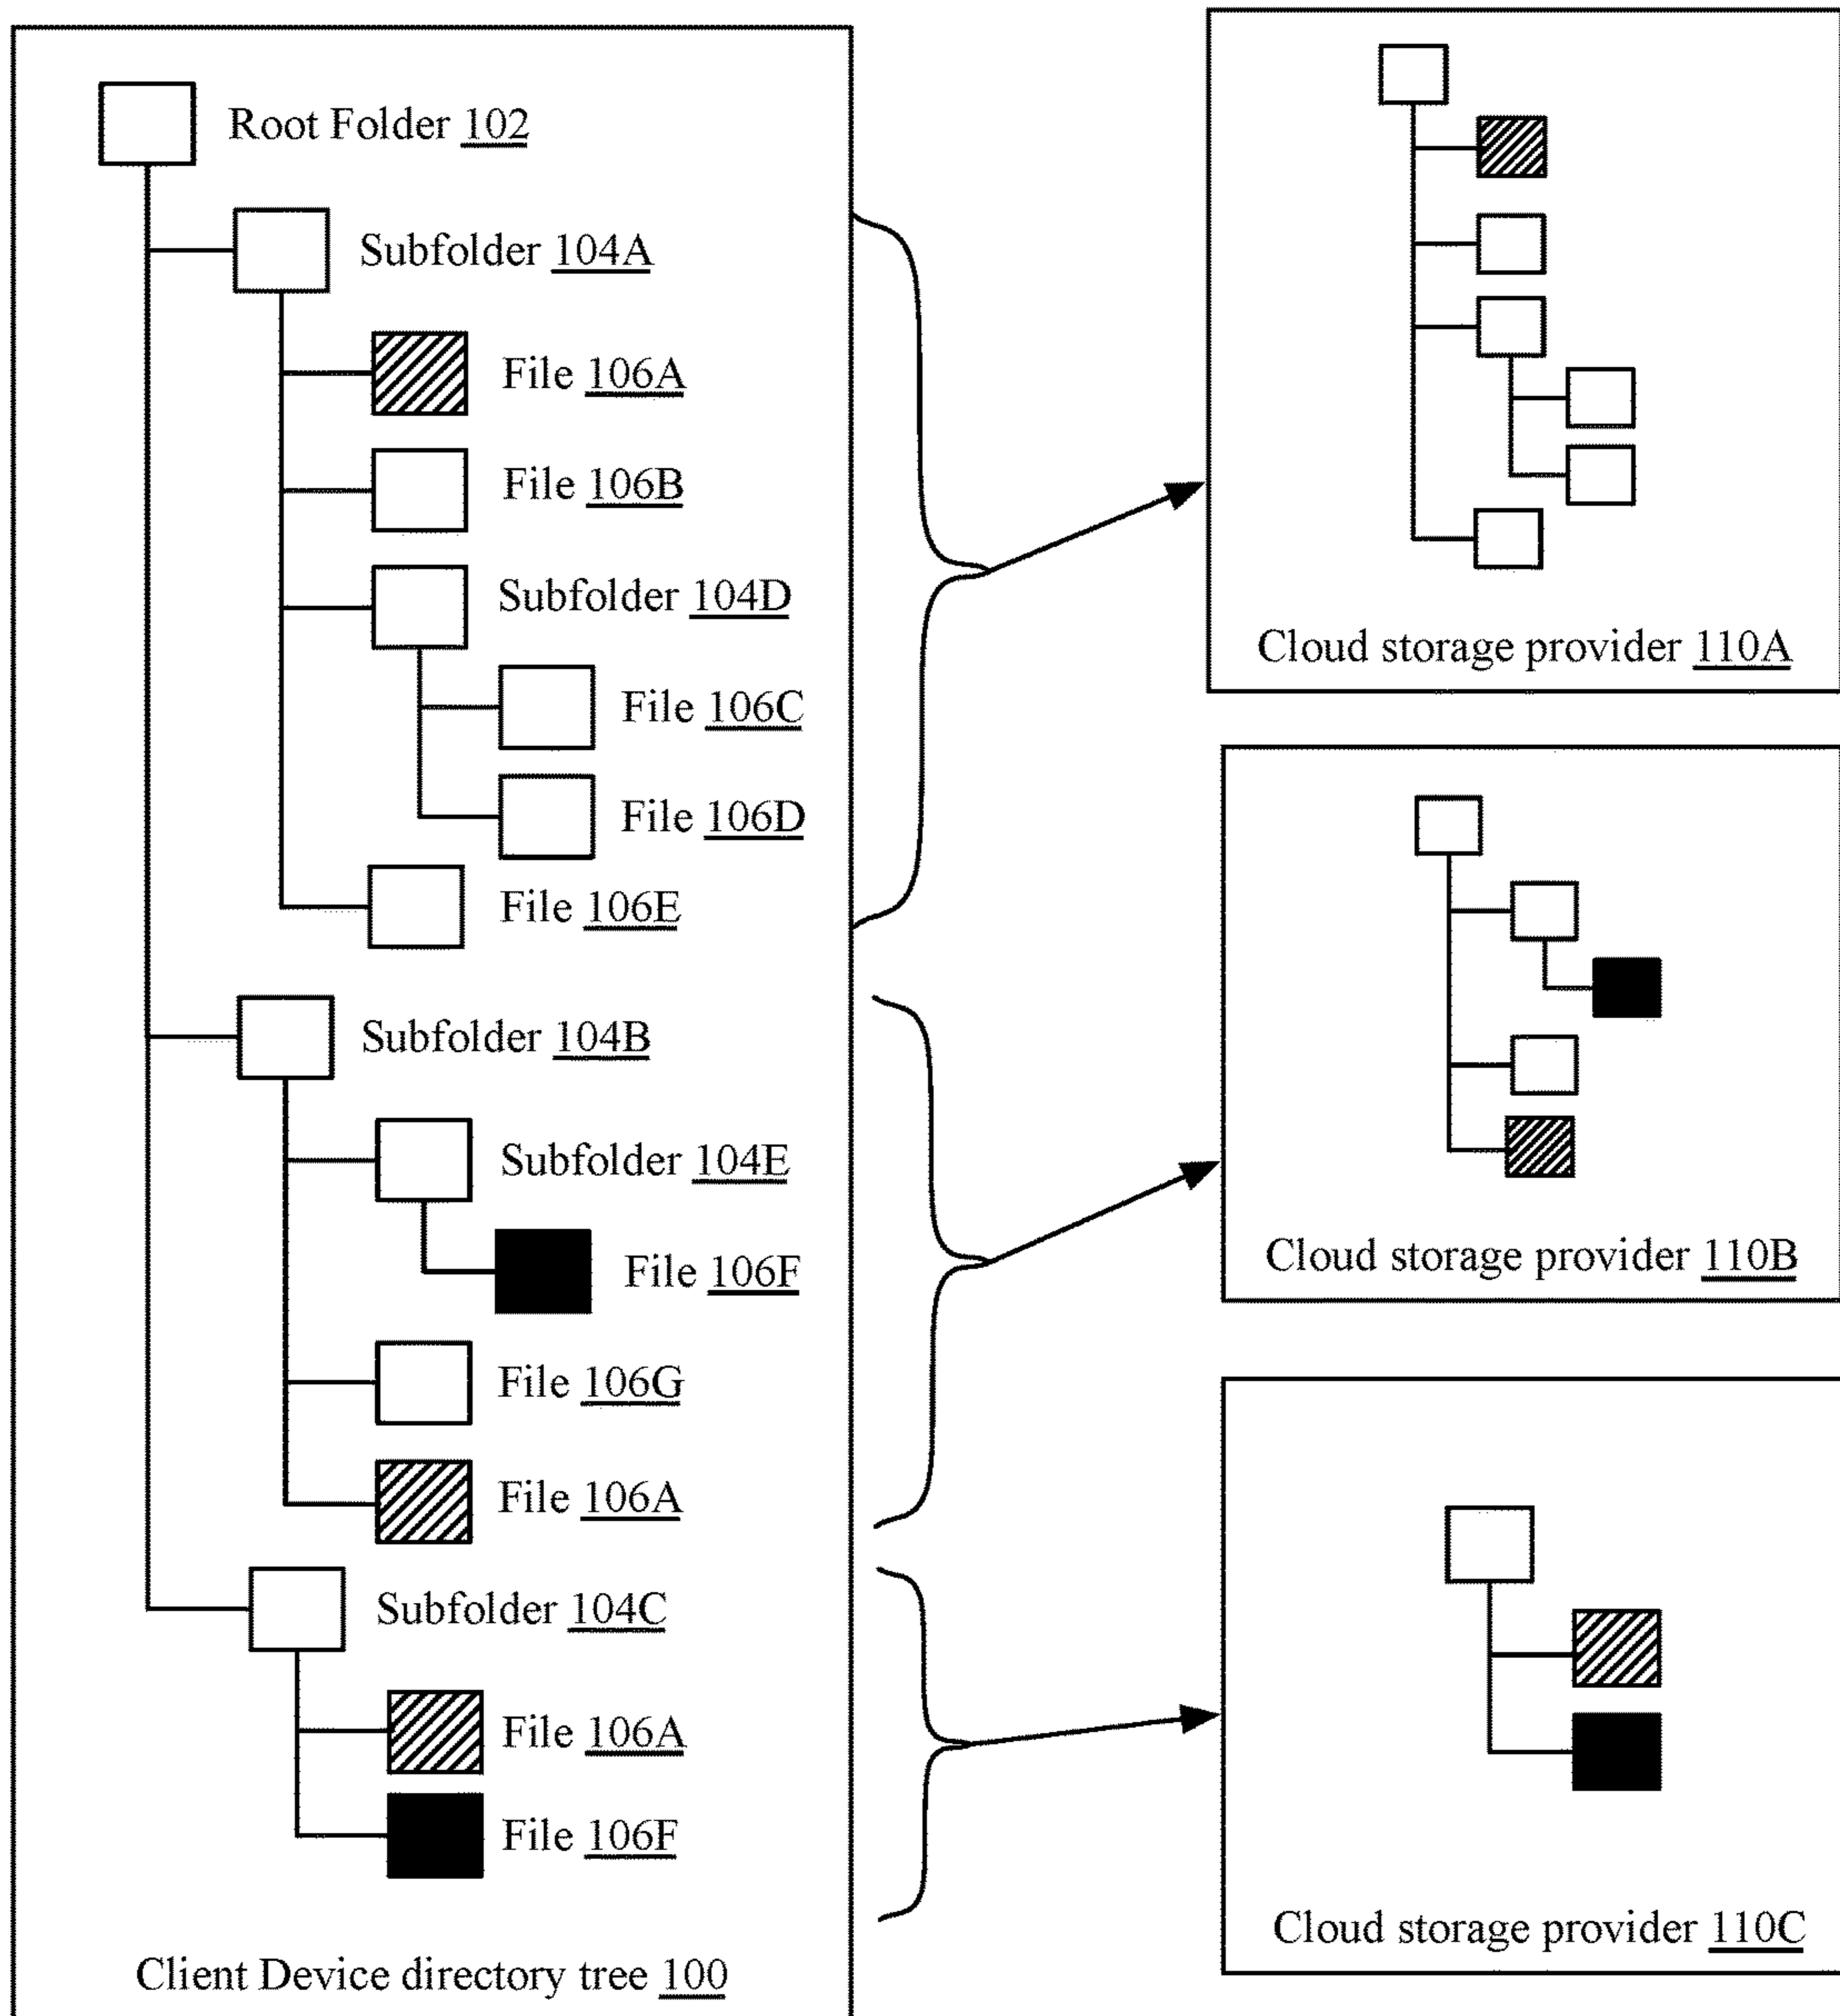 Root Folder 102
Subfolder 104A
File 106A
File 106B
Subfolder 104D
File 106C
File 106D
File 106E
Subfolder 104B
Subfolder 104E
File 106F
File 106G
File 106A
Subfolder 104C
File 106A
File 106F
Client Device directory tree 100
Cloud storage provider 110A
Cloud storage provider 110B
Cloud storage provider 110C